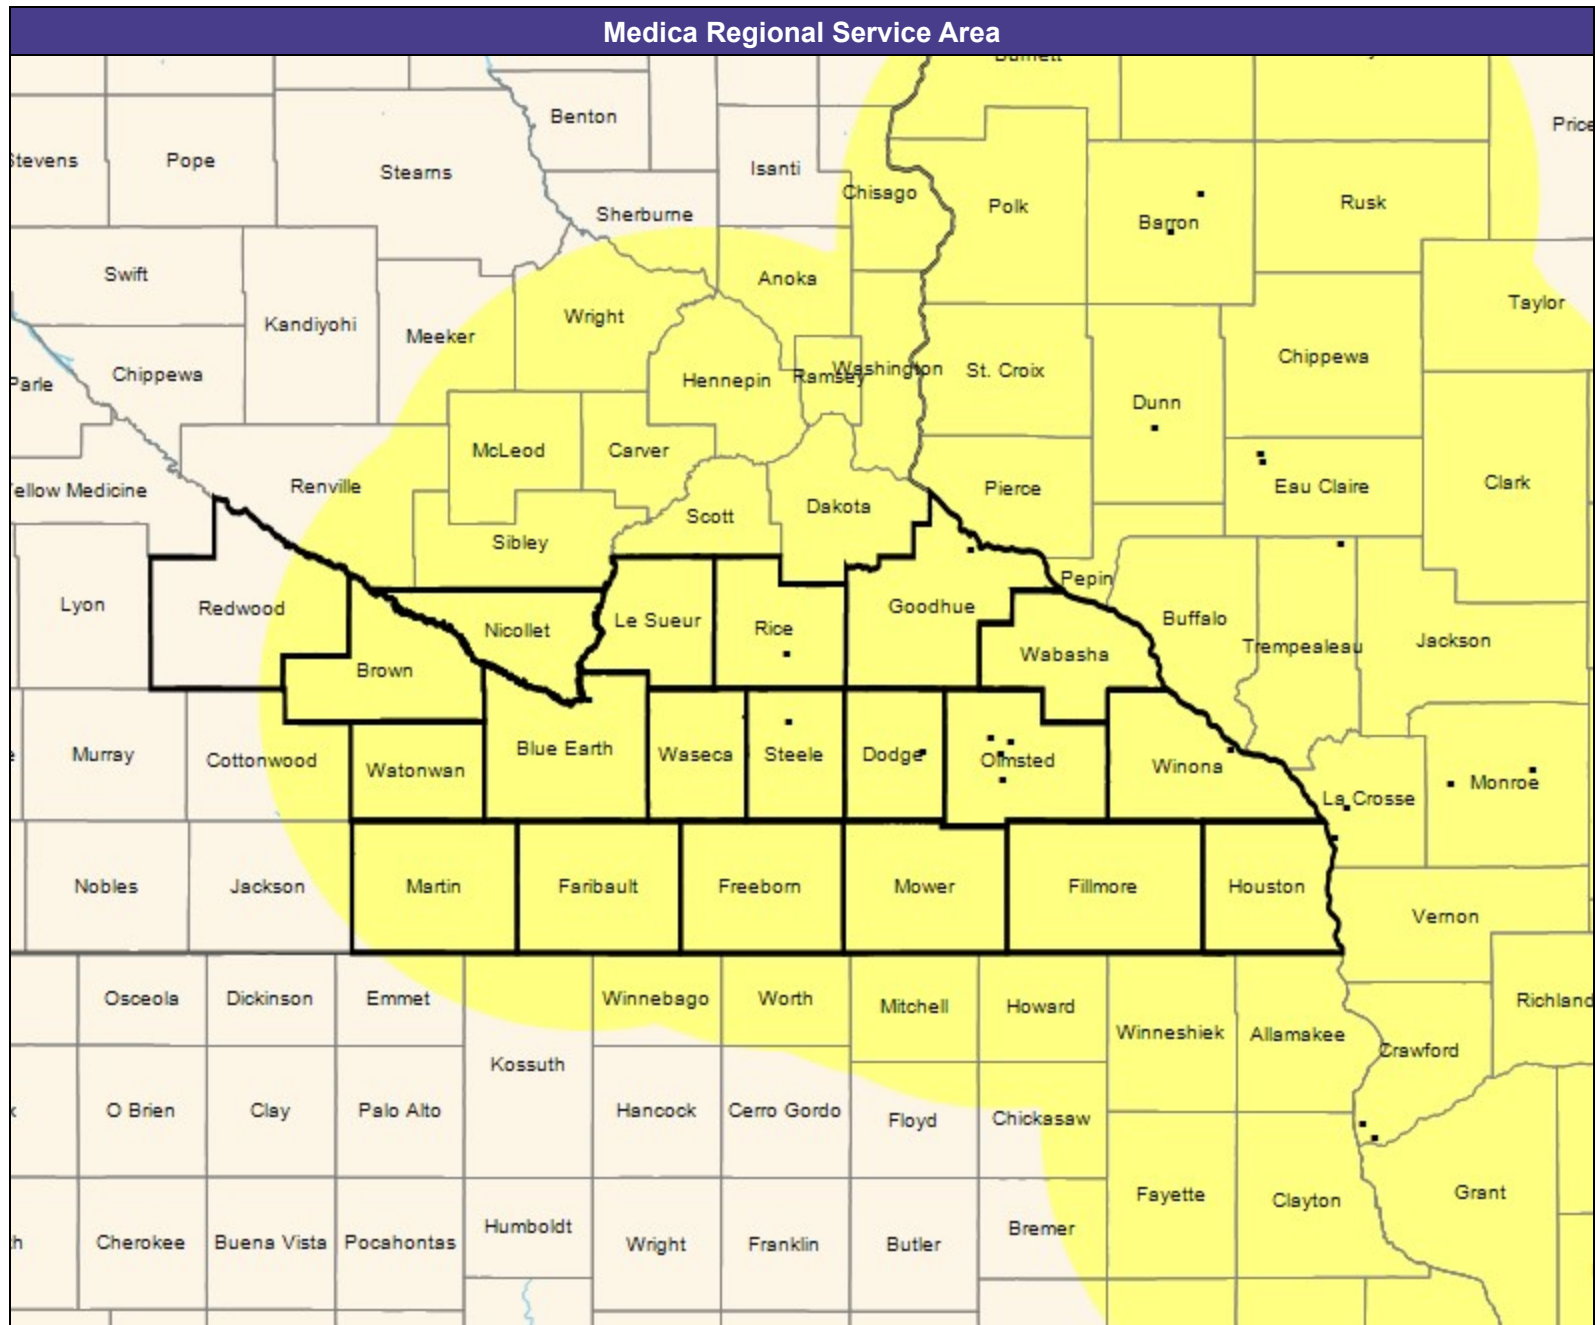 Medica Regional Service Area
Burnett
Benton
Price
Stevens
Pope
Stearns
Isanti
Chisago
Polk
Barron
Rusk
Sherburne
Swift
Anoka
Taylor
Kandiyohi
Wright
Meeker
Chippewa
Parle
Chippewa
Hennepin
Ramsey
Washington
St. Croix
Dunn
McLeod
Carver
Clark
ellow Medicine
Renville
Pierce
Eau Claire
Scott
Dakota
Sibley
Pepin
Lyon
Redwood
Goodhue
Le Sueur
Buffalo
Nicollet
Rice
Trempealeau
Jackson
Wabasha
Brown
Murray
Cottonwood
Blue Earth
Waseca
Steele
Dodge
Olmsted
Winona
Watonwan
La Crosse
Monroe
Nobles
Jackson
Martin
Faribault
Freeborn
Mower
Fillmore
Houston
Vernon
Osceola
Dickinson
Emmet
Winnebago
Worth
Mitchell
Howard
Richland
Winneshiek
Allamakee
Crawford
Kossuth
O Brien
Clay
Palo Alto
Hancock
Cerro Gordo
Floyd
Chickasaw
Fayette
Clayton
Grant
Humboldt
Bremer
Cherokee
Buena Vista
Pocahontas
Wright
Franklin
Butler
h